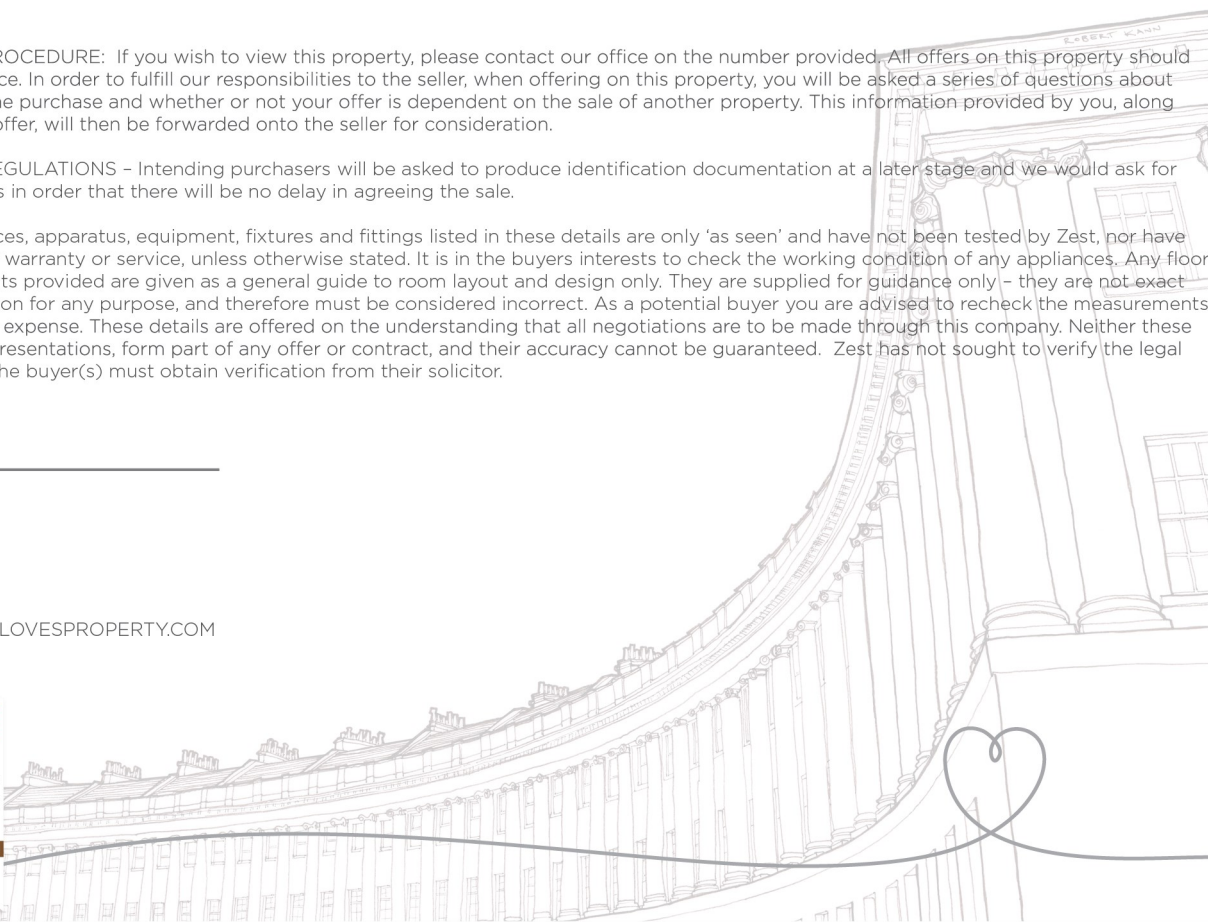 ROBERT KAHN
ROCEDURE: If you wish to view this property, please contact our office on the number provided. All offers on this property should
ce. In order to fulfill our responsibilities to the seller, when offering on this property, you will be asked a series of questions about
e purchase and whether or not your offer is dependent on the sale of another property. This information provided by you, along
offer, will then be forwarded onto the seller for consideration.
EGULATIONS – Intending purchasers will be asked to produce identification documentation at a later stage and we would ask for
s in order that there will be no delay in agreeing the sale.
ces, apparatus, equipment, fixtures and fittings listed in these details are only ‘as seen’ and have not been tested by Zest, nor have
warranty or service, unless otherwise stated. It is in the buyers interests to check the working condition of any appliances. Any floor
ts provided are given as a general guide to room layout and design only. They are supplied for guidance only – they are not exact
on for any purpose, and therefore must be considered incorrect. As a potential buyer you are advised to recheck the measurements
expense. These details are offered on the understanding that all negotiations are to be made through this company. Neither these
resentations, form part of any offer or contract, and their accuracy cannot be guaranteed. Zest has not sought to verify the legal
he buyer(s) must obtain verification from their solicitor.
LOVESPROPERTY.COM